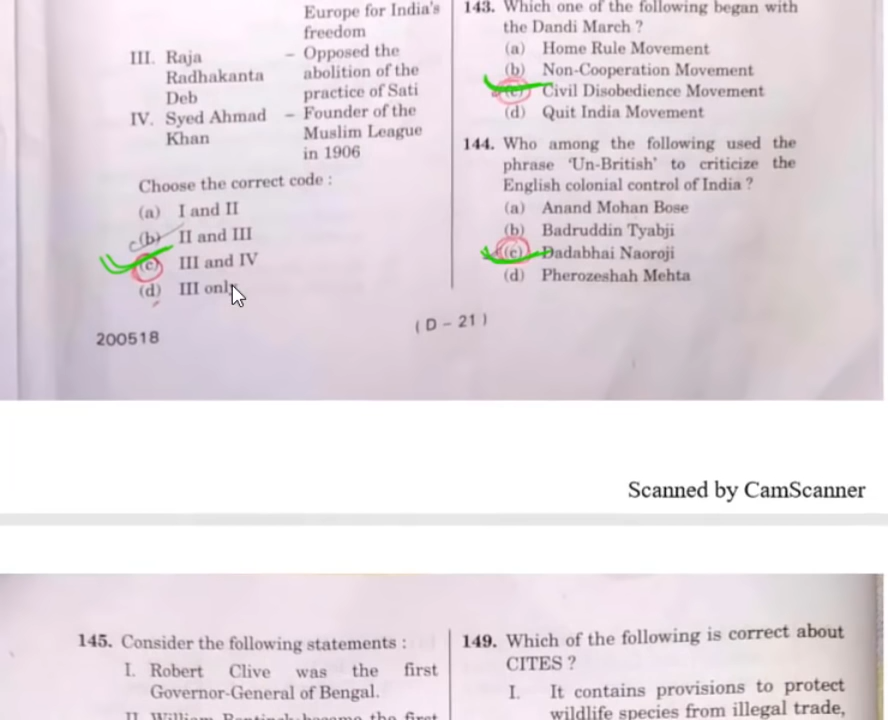 Europe for India's
freedom
III. Raja – Opposed the
Radhakanta abolition of the
Deb practice of Sati
IV. Syed Ahmad – Founder of the
Khan Muslim League
in 1906
Choose the correct code :
(a) I and II
c(b) II and III
(c) III and IV
(d) III only
200518
143. Which one of the following began with
the Dandi March ?
(a) Home Rule Movement
(b) Non-Cooperation Movement
(c) Civil Disobedience Movement
(d) Quit India Movement
144. Who among the following used the
phrase 'Un-British' to criticize the
English colonial control of India ?
(a) Anand Mohan Bose
(b) Badruddin Tyabji
(c) Dadabhai Naoroji
(d) Pherozeshah Mehta
( D – 21 )
Scanned by CamScanner
145. Consider the following statements :
I. Robert Clive was the first
Governor-General of Bengal.
II. William Bentinck became the first
149. Which of the following is correct about
CITES ?
I. It contains provisions to protect
wildlife species from illegal trade,